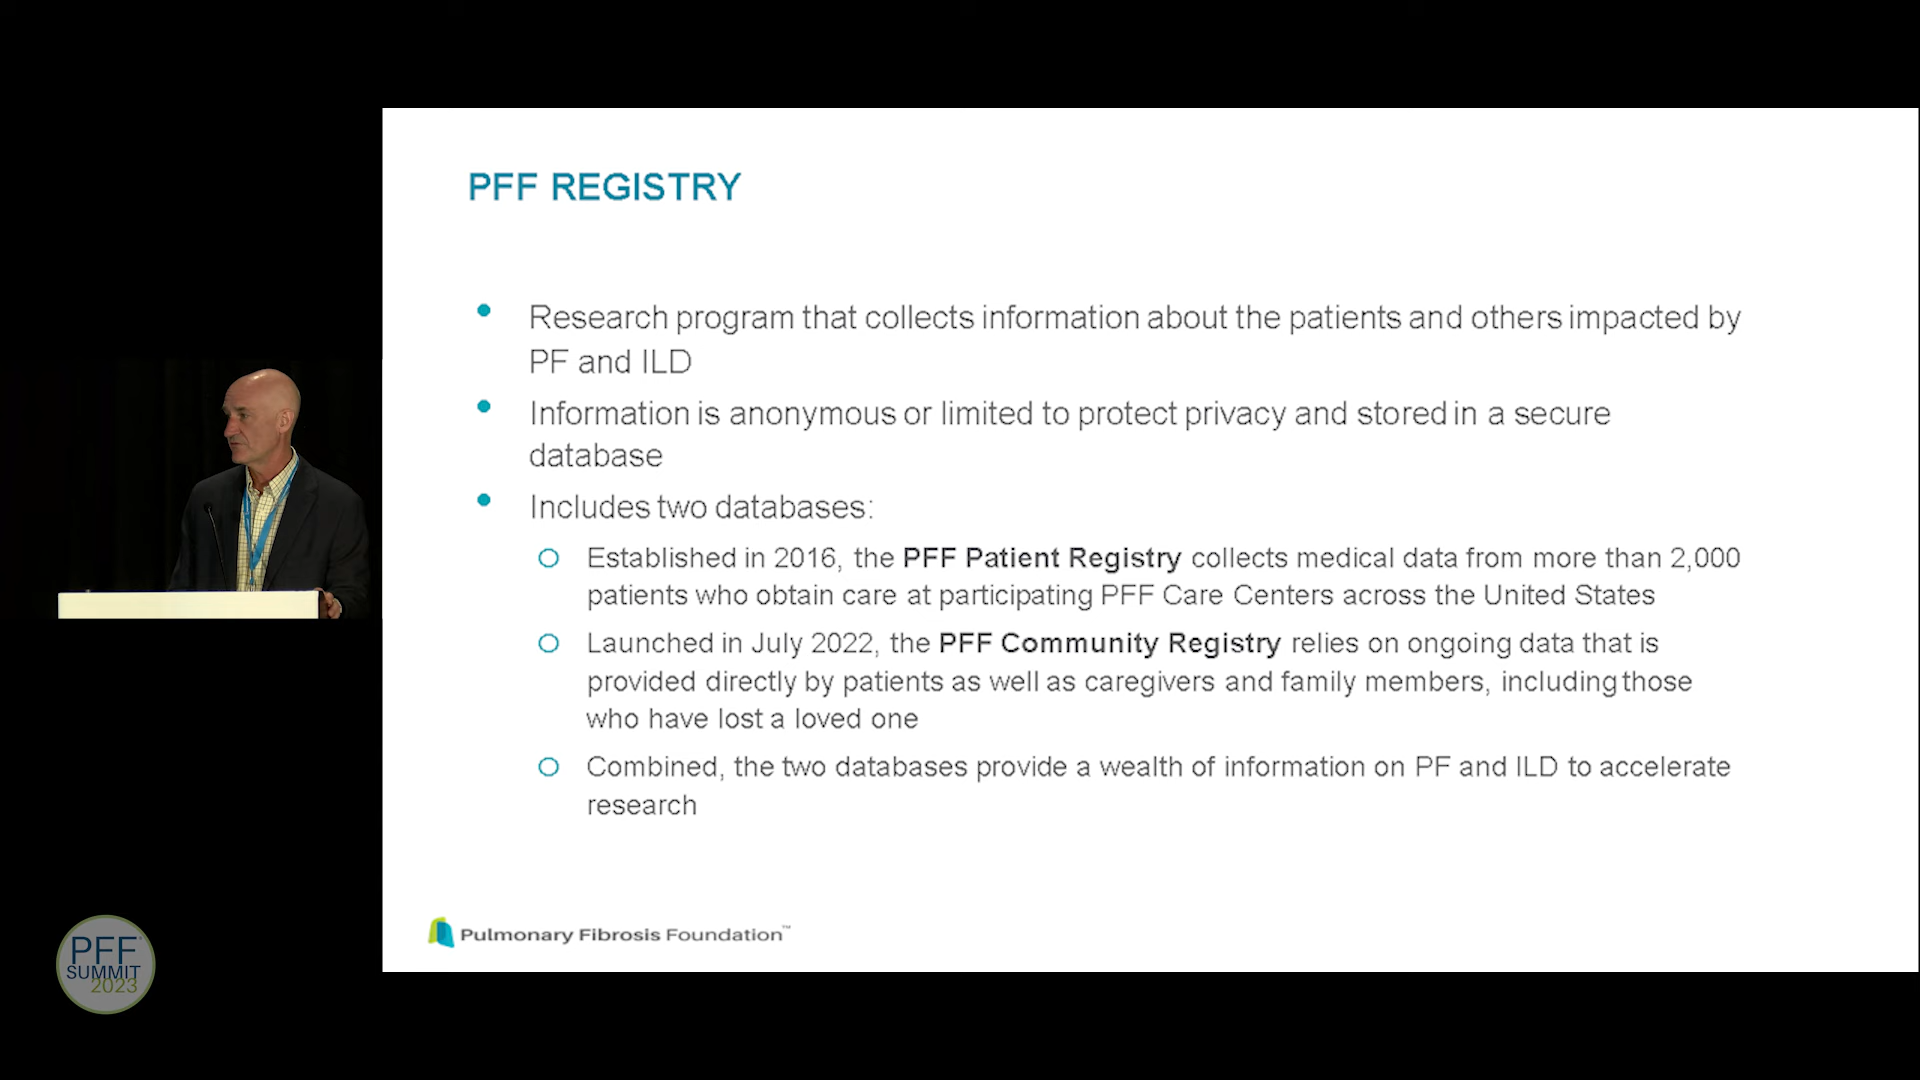 PFF REGISTRY
Research program that collects information about the patients and others impacted by
PF and ILD
Information is anonymous or limited to protect privacy and stored in a secure
database
Includes two databases:
Established in 2016, the PFF Patient Registry collects medical data from more than 2,000
patients who obtain care at participating PFF Care Centers across the United States
Launched in July 2022, the PFF Community Registry relies on ongoing data that is
provided directly by patients as well as caregivers and family members, including those
who have lost a loved one
Combined, the two databases provide a wealth of information on PF and ILD to accelerate
research
Pulmonary Fibrosis Foundation™
PFF
SUMMIT
2023